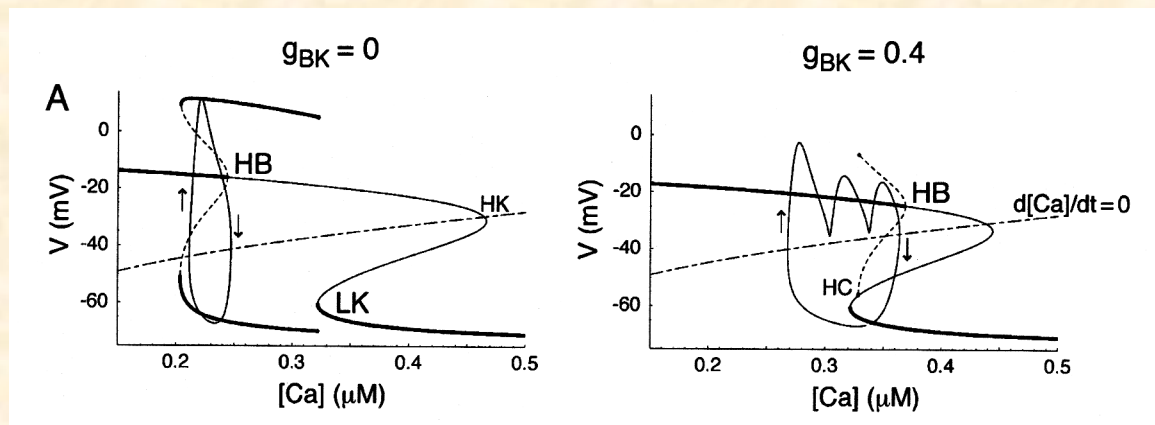 g_BK = 0
g_BK = 0.4
A
0
-20
-40
-60
V (mV)
HB
HK
LK
0.2
0.3
0.4
0.5
[Ca] (μM)
0
-20
-40
-60
V (mV)
HB
d[Ca]/dt=0
HC
0.2
0.3
0.4
0.5
[Ca] (μM)